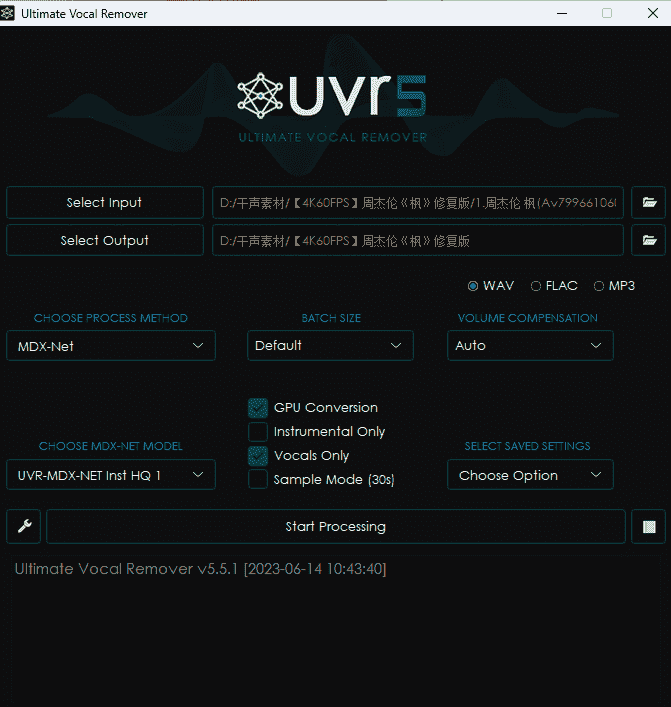 Ultimate Vocal Remover
uvr5
ULTIMATE VOCAL REMOVER
Select Input
D:/干声素材/【4K60FPS】周杰伦《枫》修复版/1.周杰伦 枫(Av79966106
Select Output
D:/干声素材/【4K60FPS】周杰伦《枫》修复版
WAV FLAC MP3
CHOOSE PROCESS METHOD BATCH SIZE VOLUME COMPENSATION
MDX-Net Default Auto
GPU Conversion
Instrumental Only
CHOOSE MDX-NET MODEL SELECT SAVED SETTINGS
Vocals Only
UVR-MDX-NET Inst HQ 1 Sample Mode (30s) Choose Option
Start Processing
Ultimate Vocal Remover v5.5.1 [2023-06-14 10:43:40]